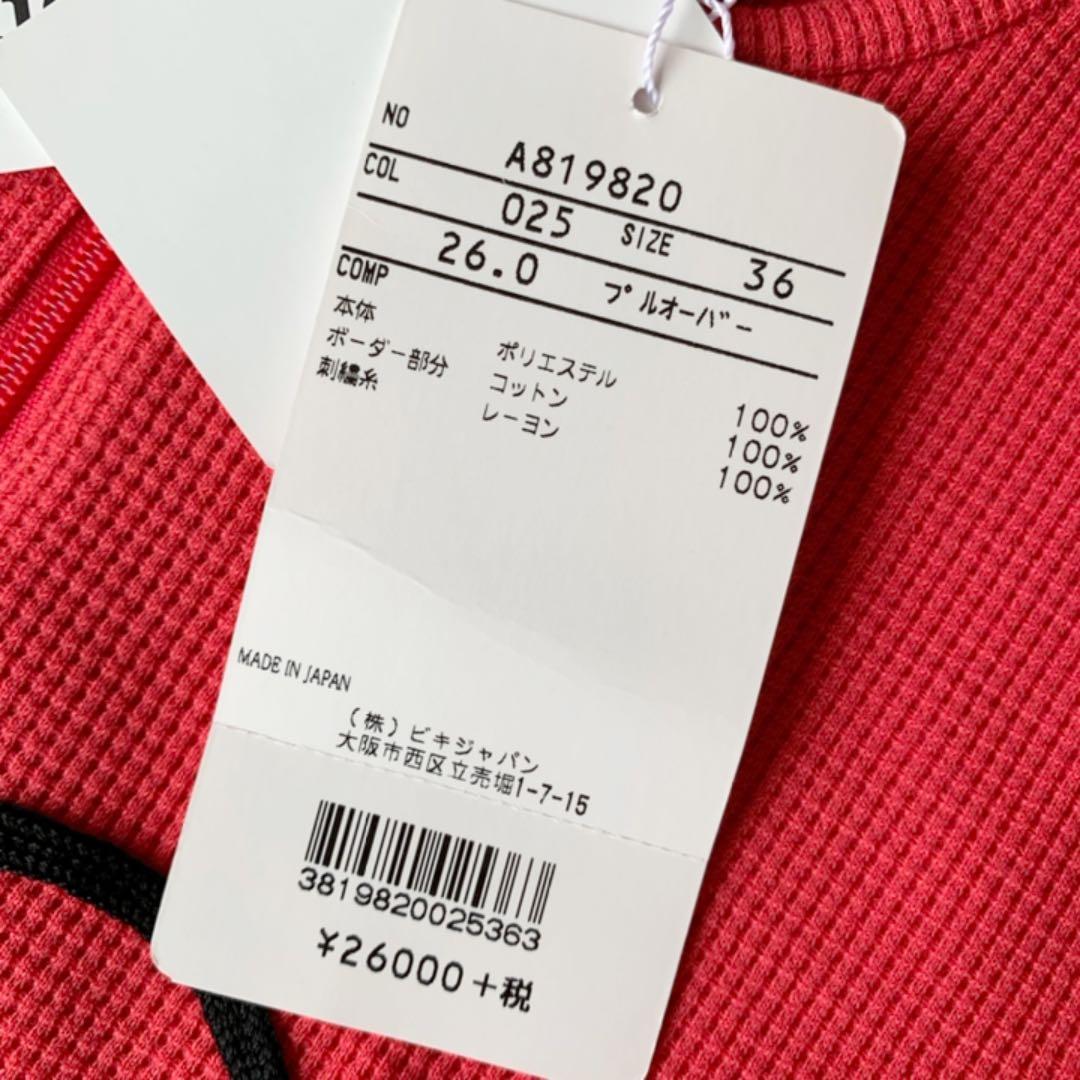 NO A819820
COL 025 SIZE 36
26.0 プルオーバー
COMP
本体 ポリエステル 100%
ボーダー部分 コットン 100%
刺繍糸 レーヨン 100%
MADE IN JAPAN
(株)ビキジャパン
大阪市西区立売堀1-7-15
3819820025363
¥26000+税